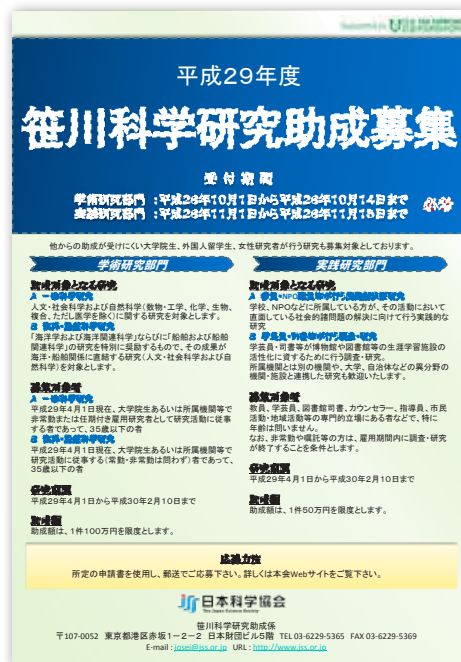 平成29年度
笹川科学研究助成募集
受付期間
学術研究部門 :平成28年10月1日から平成28年10月14日まで
実践研究部門 :平成28年11月1日から平成28年11月15日まで
必着
他からの助成が受けにくい大学院生、外国人留学生、女性研究者が行う研究も募集対象としております。
学術研究部門
助成対象となる研究
A 一般科学研究
人文・社会科学および自然科学(数物・工学、化学、生物、
複合、ただし医学を除く)に関する研究を対象とします。
B 海洋・船舶科学研究
「海洋学および海洋関連科学」ならびに「船舶および船舶
関連科学」の研究を特別に奨励するもので、その成果が
海洋・船舶関係に直結する研究(人文・社会科学および自
然科学)を対象とします。
募集対象者
A 一般科学研究
平成29年4月1日現在、大学院生あるいは所属機関等で
非常勤または任期付き雇用研究者として研究活動に従事
する者であって、35歳以下の者
B 海洋・船舶科学研究
平成29年4月1日現在、大学院生あるいは所属機関等で
研究活動に従事する(常勤・非常勤は問わず)者であって、
35歳以下の者
研究期間
平成29年4月1日から平成30年2月10日まで
助成額
助成額は、1件100万円を限度とします。
実践研究部門
助成対象となる研究
学校、NPOなどに所属している方が、その活動において
直面している社会的諸問題の解決に向けて行う実践的な
研究
学芸員・司書等が博物館や図書館等の生涯学習施設の
活性化に資するために行う調査・研究。
所属機関とは別の機関や、大学、自治体などの異分野の
機関・施設と連携した研究も歓迎いたします。
募集対象者
教員、学芸員、図書館司書、カウンセラー、指導員、市民
活動・地域活動等の専門的立場にある者などで、特に
年齢は問いません。
なお、非常勤や嘱託等の方は、雇用期間内に調査・研究
が終了することを条件とします。
研究期間
平成29年4月1日から平成30年2月10日まで
助成額
助成額は、1件50万円を限度とします。
応募方法
所定の申請書を使用し、郵送でご応募下さい。詳しくは本会Webサイトをご覧下さい。
日本科学協会
The Japan Science Society
笹川科学研究助成係
〒107-0052 東京都港区赤坂1-2-2 日本財団ビル5階 TEL 03-6229-5365 FAX 03-6229-5369
E-mail : josei@jss.or.jp URL : http://www.jss.or.jp